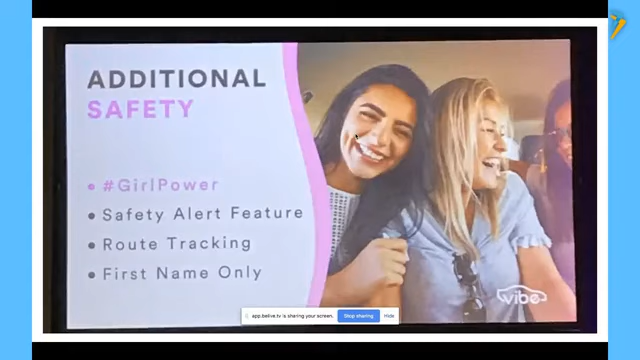 ADDITIONAL
SAFETY
#GirlPower
Safety Alert Feature
Route Tracking
First Name Only
vibe
app.belive.tv is sharing your screen.
Stop sharing
Hide